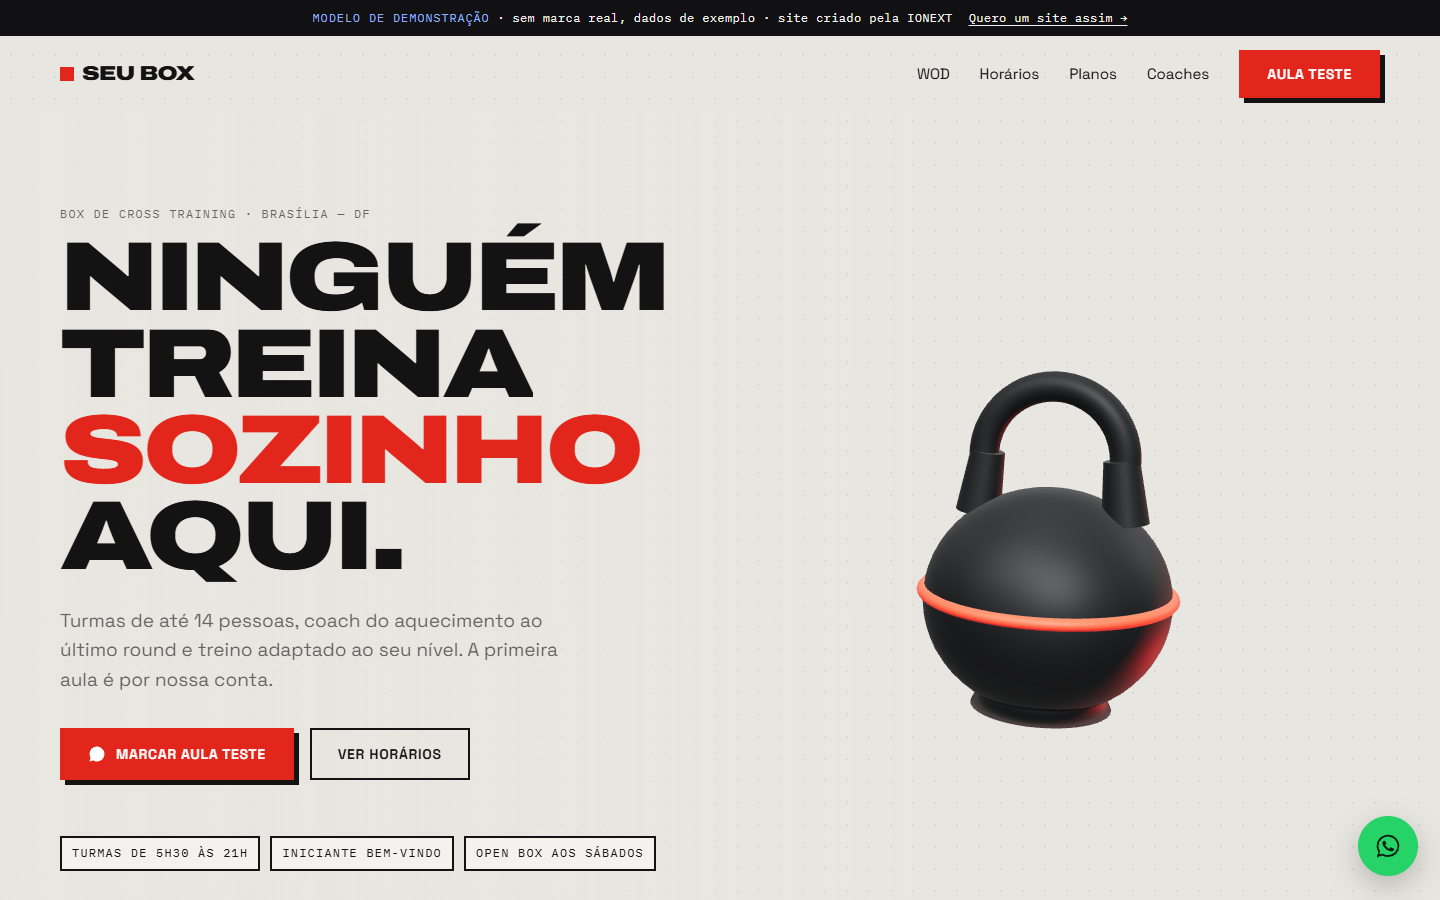 MODELO DE DEMONSTRAÇÃO · sem marca real, dados de exemplo · site criado pela IONEXT Quero um site assim →
SEU BOX
WOD Horários Planos Coaches AULA TESTE
BOX DE CROSS TRAINING · BRASÍLIA — DF
NINGUÉM
TREINA
SOZINHO
AQUI.
Turmas de até 14 pessoas, coach do aquecimento ao
último round e treino adaptado ao seu nível. A primeira
aula é por nossa conta.
MARCAR AULA TESTE VER HORÁRIOS
TURMAS DE 5H30 ÀS 21H INICIANTE BEM-VINDO OPEN BOX AOS SÁBADOS